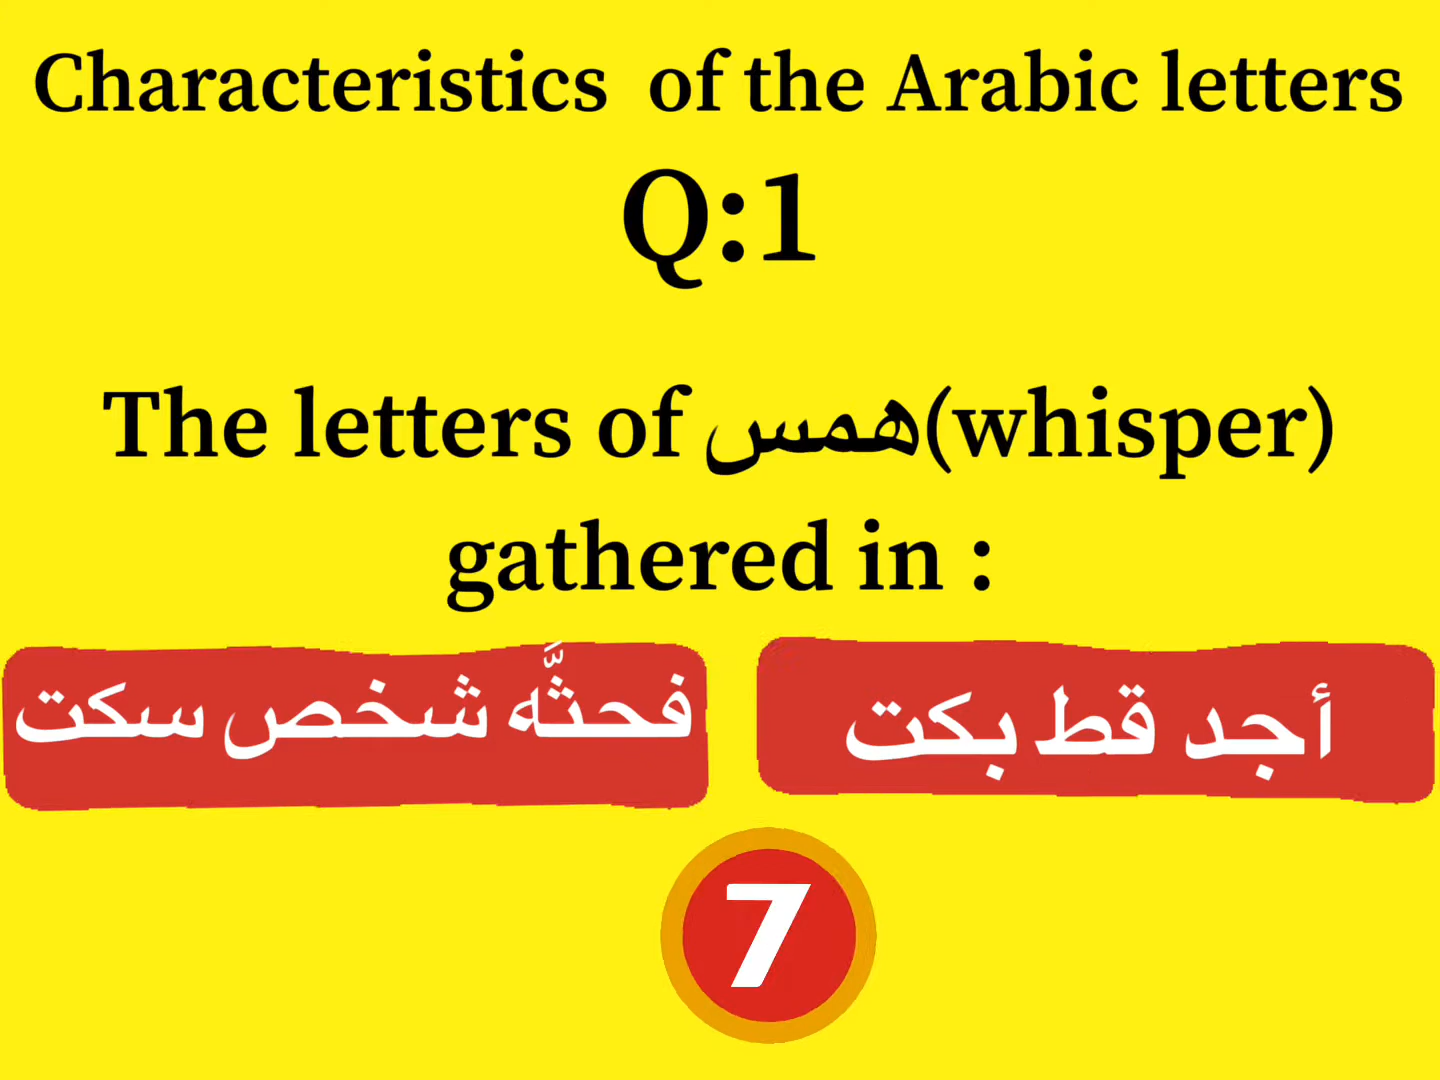 Characteristics of the Arabic letters
Q:1
The letters of همس(whisper)
gathered in :
فحثَّه شخص سكت
أجد قط بكت
7